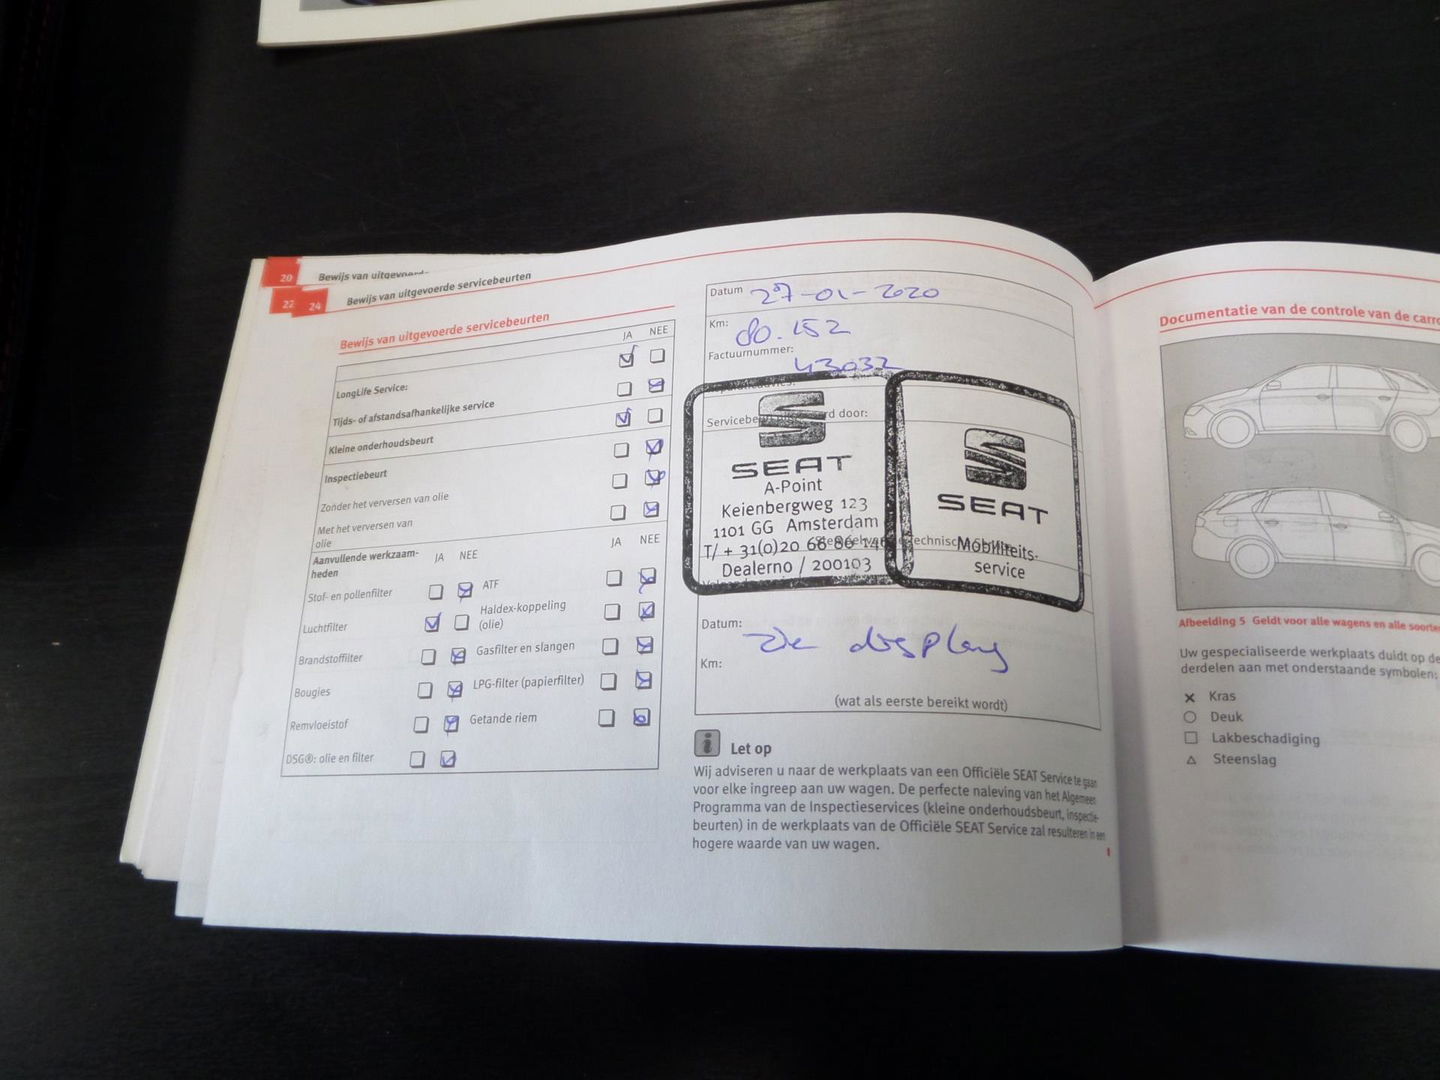 20 Bewijs van uitgevoerde
22 24 Bewijs van uitgevoerde servicebeurten
Bewijs van uitgevoerde servicebeurten
JA NEE
LongLife Service:
Tijds- of afstandsafhankelijke service
Kleine onderhoudsbeurt
Inspectiebeurt
Zonder het verversen van olie
Met het verversen van
olie
Aanvullende werkzaam-
heden
JA NEE
JA NEE
Stof- en pollenfilter
ATF
Luchtfilter
Haldex-koppeling
(olie)
Brandstoffilter
Gasfilter en slangen
Bougies
LPG-filter (papierfilter)
Remvloeistof
Getande riem
DSG®: olie en filter
Datum 27-01-2020
Km: 80.152
Factuurnummer: 43032
Servicebe rd door:
SEAT
A-Point
Keienbergweg 123
1101 GG Amsterdam
T/ + 31(0)20 66 86 140
Dealerno / 200103
SEAT
Mobiliteits-
service
Datum:
Zie display
Km:
(wat als eerste bereikt wordt)
Let op
Wij adviseren u naar de werkplaats van een Officiële SEAT Service te gaan
voor elke ingreep aan uw wagen. De perfecte naleving van het Algemeen
Programma van de Inspectieservices (kleine onderhoudsbeurt, inspectie-
beurten) in de werkplaats van de Officiële SEAT Service zal resulteren in een
hogere waarde van uw wagen.
Documentatie van de controle van de carro
Afbeelding 5 Geldt voor alle wagens en alle soorten
Uw gespecialiseerde werkplaats duidt op de
derdelen aan met onderstaande symbolen:
Kras
Deuk
Lakbeschadiging
Steenslag